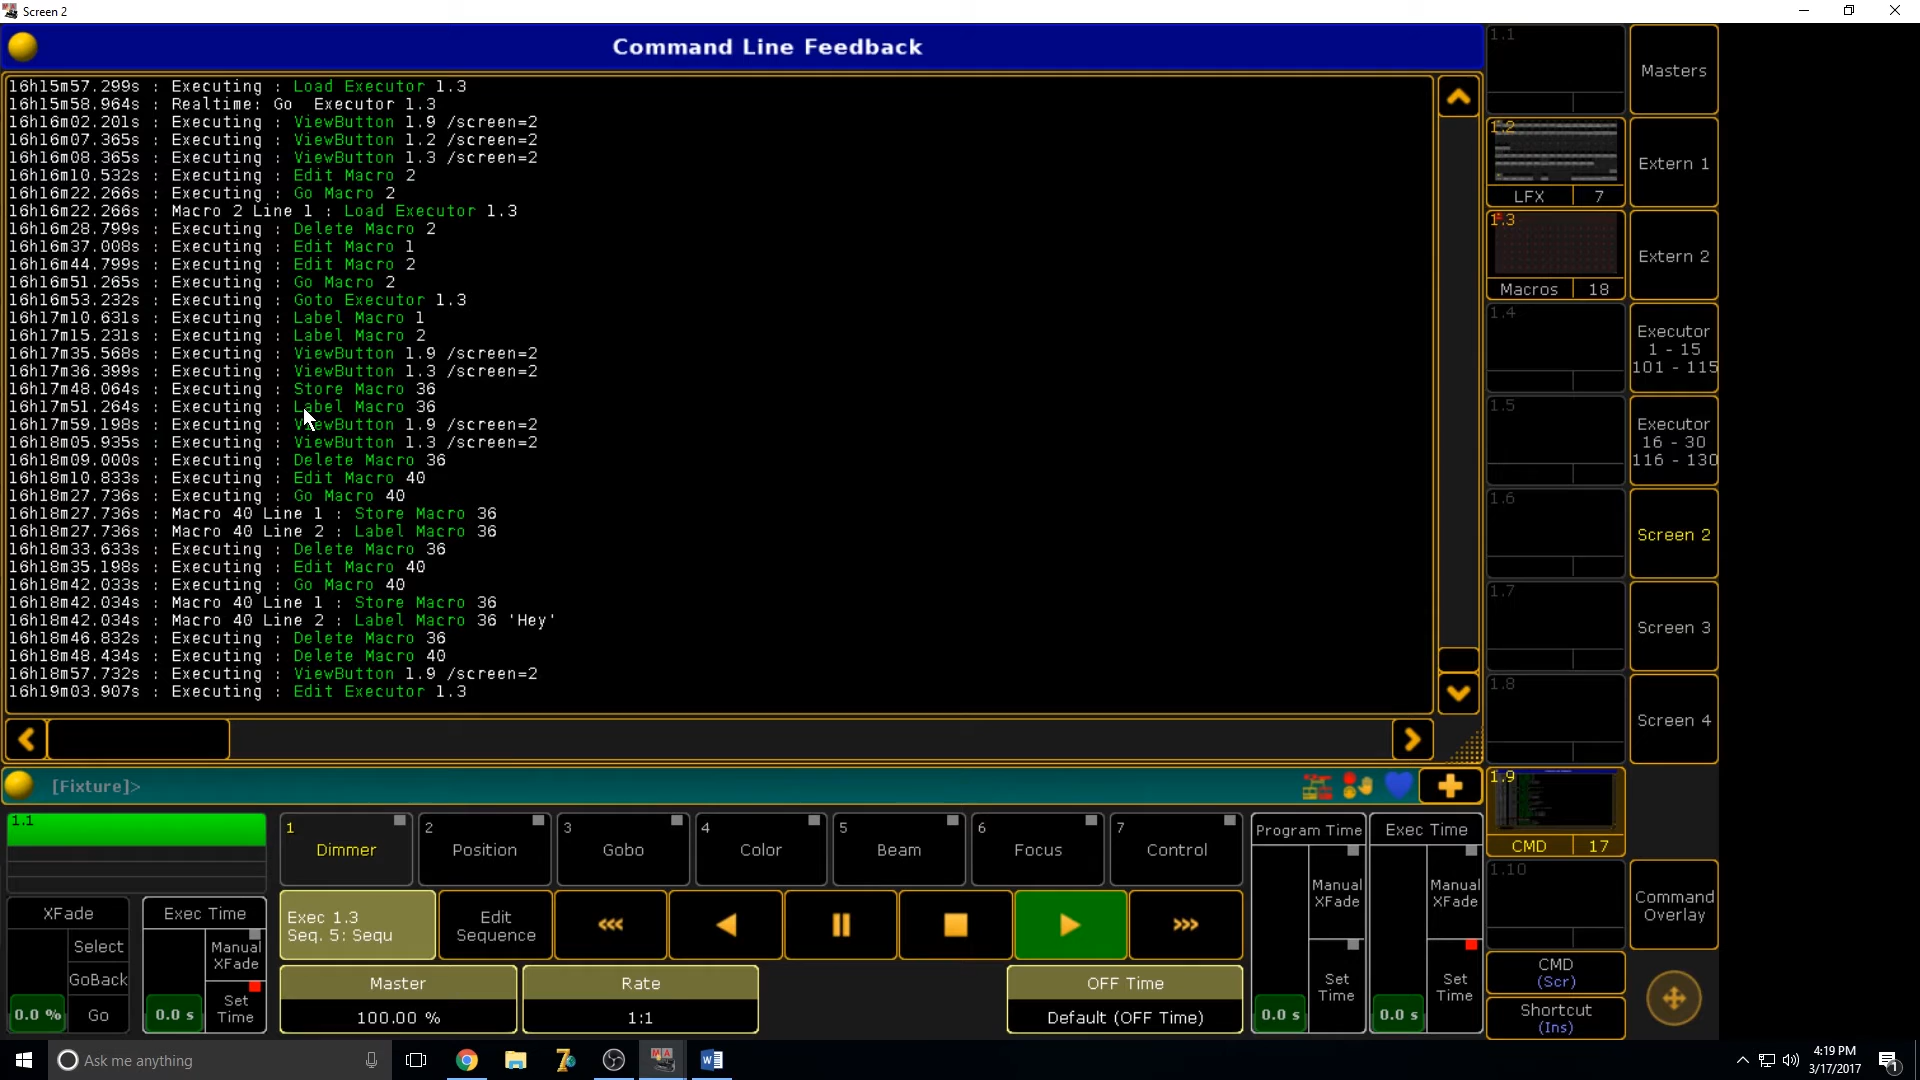 Screen 2
Command Line Feedback
16h15m57.299s : Executing : Load Executor 1.3
16h15m58.964s : Realtime: Go  Executor 1.3
16h16m02.201s : Executing : ViewButton 1.9 /screen=2
16h16m07.365s : Executing : ViewButton 1.2 /screen=2
16h16m08.365s : Executing : ViewButton 1.3 /screen=2
16h16m10.532s : Executing : Edit Macro 2
16h16m22.266s : Executing : Go Macro 2
16h16m22.266s : Macro 2 Line 1 : Load Executor 1.3
16h16m28.799s : Executing : Delete Macro 2
16h16m37.008s : Executing : Edit Macro 1
16h16m44.799s : Executing : Edit Macro 2
16h16m51.265s : Executing : Go Macro 2
16h16m53.232s : Executing : Goto Executor 1.3
16h17m10.631s : Executing : Label Macro 1
16h17m15.231s : Executing : Label Macro 2
16h17m35.568s : Executing : ViewButton 1.9 /screen=2
16h17m36.399s : Executing : ViewButton 1.3 /screen=2
16h17m48.064s : Executing : Store Macro 36
16h17m51.264s : Executing : Label Macro 36
16h17m59.198s : Executing : ViewButton 1.9 /screen=2
16h18m05.935s : Executing : ViewButton 1.3 /screen=2
16h18m09.000s : Executing : Delete Macro 36
16h18m10.833s : Executing : Edit Macro 40
16h18m27.736s : Executing : Go Macro 40
16h18m27.736s : Macro 40 Line 1 : Store Macro 36
16h18m27.736s : Macro 40 Line 2 : Label Macro 36
16h18m33.633s : Executing : Delete Macro 36
16h18m35.198s : Executing : Edit Macro 40
16h18m42.033s : Executing : Go Macro 40
16h18m42.034s : Macro 40 Line 1 : Store Macro 36
16h18m42.034s : Macro 40 Line 2 : Label Macro 36 'Hey'
16h18m46.832s : Executing : Delete Macro 36
16h18m48.434s : Executing : Delete Macro 40
16h18m57.732s : Executing : ViewButton 1.9 /screen=2
16h19m03.907s : Executing : Edit Executor 1.3
1.1
1.2
LFX 7
1.3
Macros 18
1.4
1.5
1.6
1.7
1.8
1.9
CMD 17
1.10
CMD
(Scr)
Shortcut
(Ins)
Masters
Extern 1
Extern 2
Executor
1 - 15
101 - 115
Executor
16 - 30
116 - 130
Screen 2
Screen 3
Screen 4
Command
Overlay
[Fixture]>
1.1
XFade
Select
GoBack
0.0 %
Go
Exec Time
Manual
XFade
0.0 s
Set
Time
1
Dimmer
2
Position
3
Gobo
4
Color
5
Beam
6
Focus
7
Control
Exec 1.3
Seq. 5: Sequ
Edit
Sequence
Master
100.00 %
Rate
1:1
OFF Time
Default (OFF Time)
Program Time
Manual
XFade
Set
Time
0.0 s
Exec Time
Manual
XFade
Set
Time
0.0 s
Ask me anything
4:19 PM
3/17/2017
1